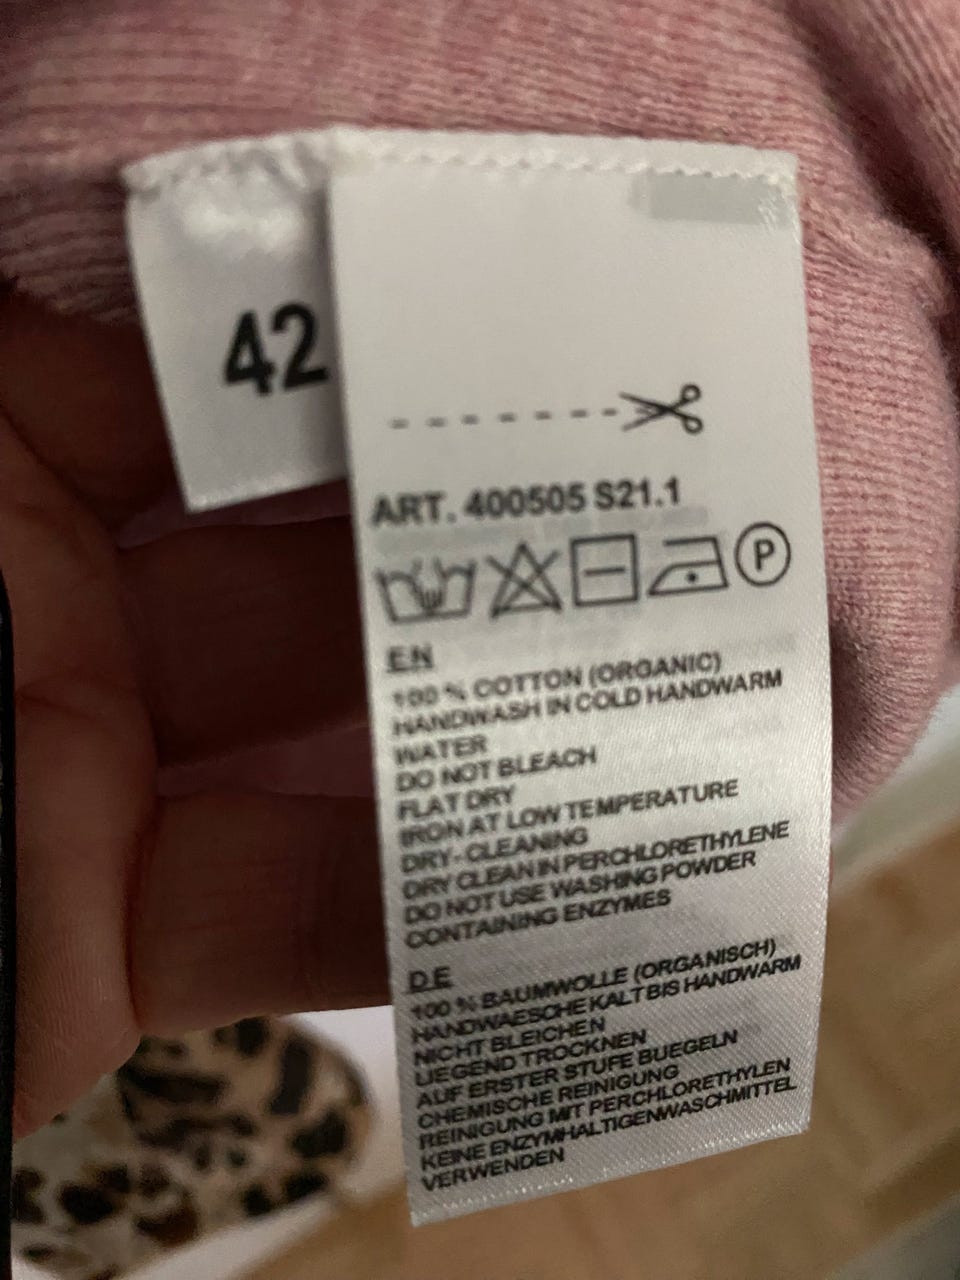 42
ART. 400505 S21.1
P
EN
100 % COTTON (ORGANIC)
HANDWASH IN COLD HANDWARM
WATER
DO NOT BLEACH
FLAT DRY
IRON AT LOW TEMPERATURE
DRY-CLEANING
DRY CLEAN IN PERCHLORETHYLENE
DO NOT USE WASHING POWDER
CONTAINING ENZYMES
DE
100 % BAUMWOLLE (ORGANISCH)
HANDWAESCHE KALT BIS HANDWARM
NICHT BLEICHEN
LIEGEND TROCKNEN
AUF ERSTER STUFE BUEGELN
CHEMISCHE REINIGUNG
REINIGUNG MIT PERCHLORETHYLEN
KEINE ENZYMHALTIGENWASCHMITTEL
VERWENDEN